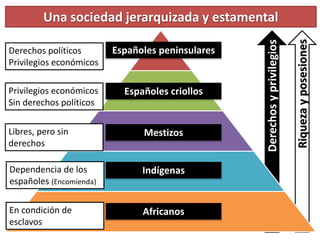 Una sociedad jerarquizada y estamental
Derechos políticos
Privilegios económicos
Españoles peninsulares
Privilegios económicos
Sin derechos políticos
Españoles criollos
Libres, pero sin
derechos
Mestizos
Dependencia de los
españoles (Encomienda)
Indígenas
En condición de
esclavos
Africanos
Derechos y privilegios
Riqueza y posesiones